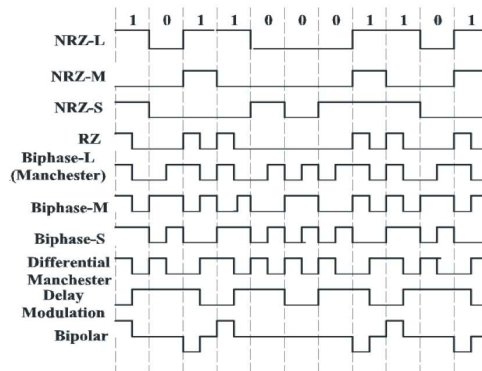 1 0 1 1 0 0 0 1 1 0 1
NRZ-L
NRZ-M
NRZ-S
RZ
Biphase-L
(Manchester)
Biphase-M
Biphase-S
Differential
Manchester
Delay
Modulation
Bipolar